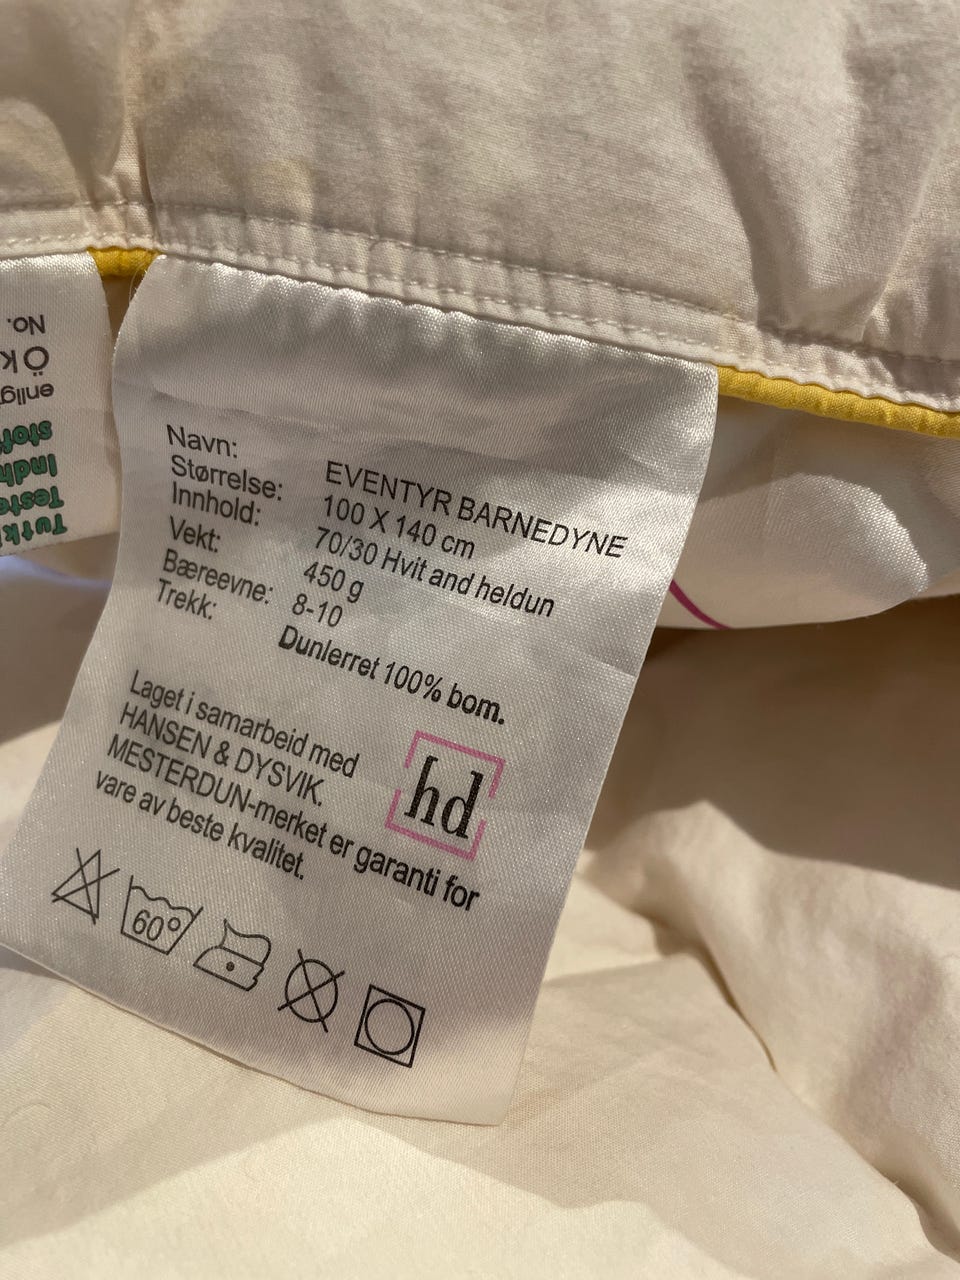 Navn: EVENTYR BARNEDYNE
Størrelse: 100 X 140 cm
Innhold: 70/30 Hvit and heldun
Vekt: 450 g
Bæreevne: 8-10
Trekk: Dunlerret 100% bom.
Laget i samarbeid med
HANSEN & DYSVIK.
MESTERDUN-merket er garanti for
vare av beste kvalitet.
hd
60°
No.